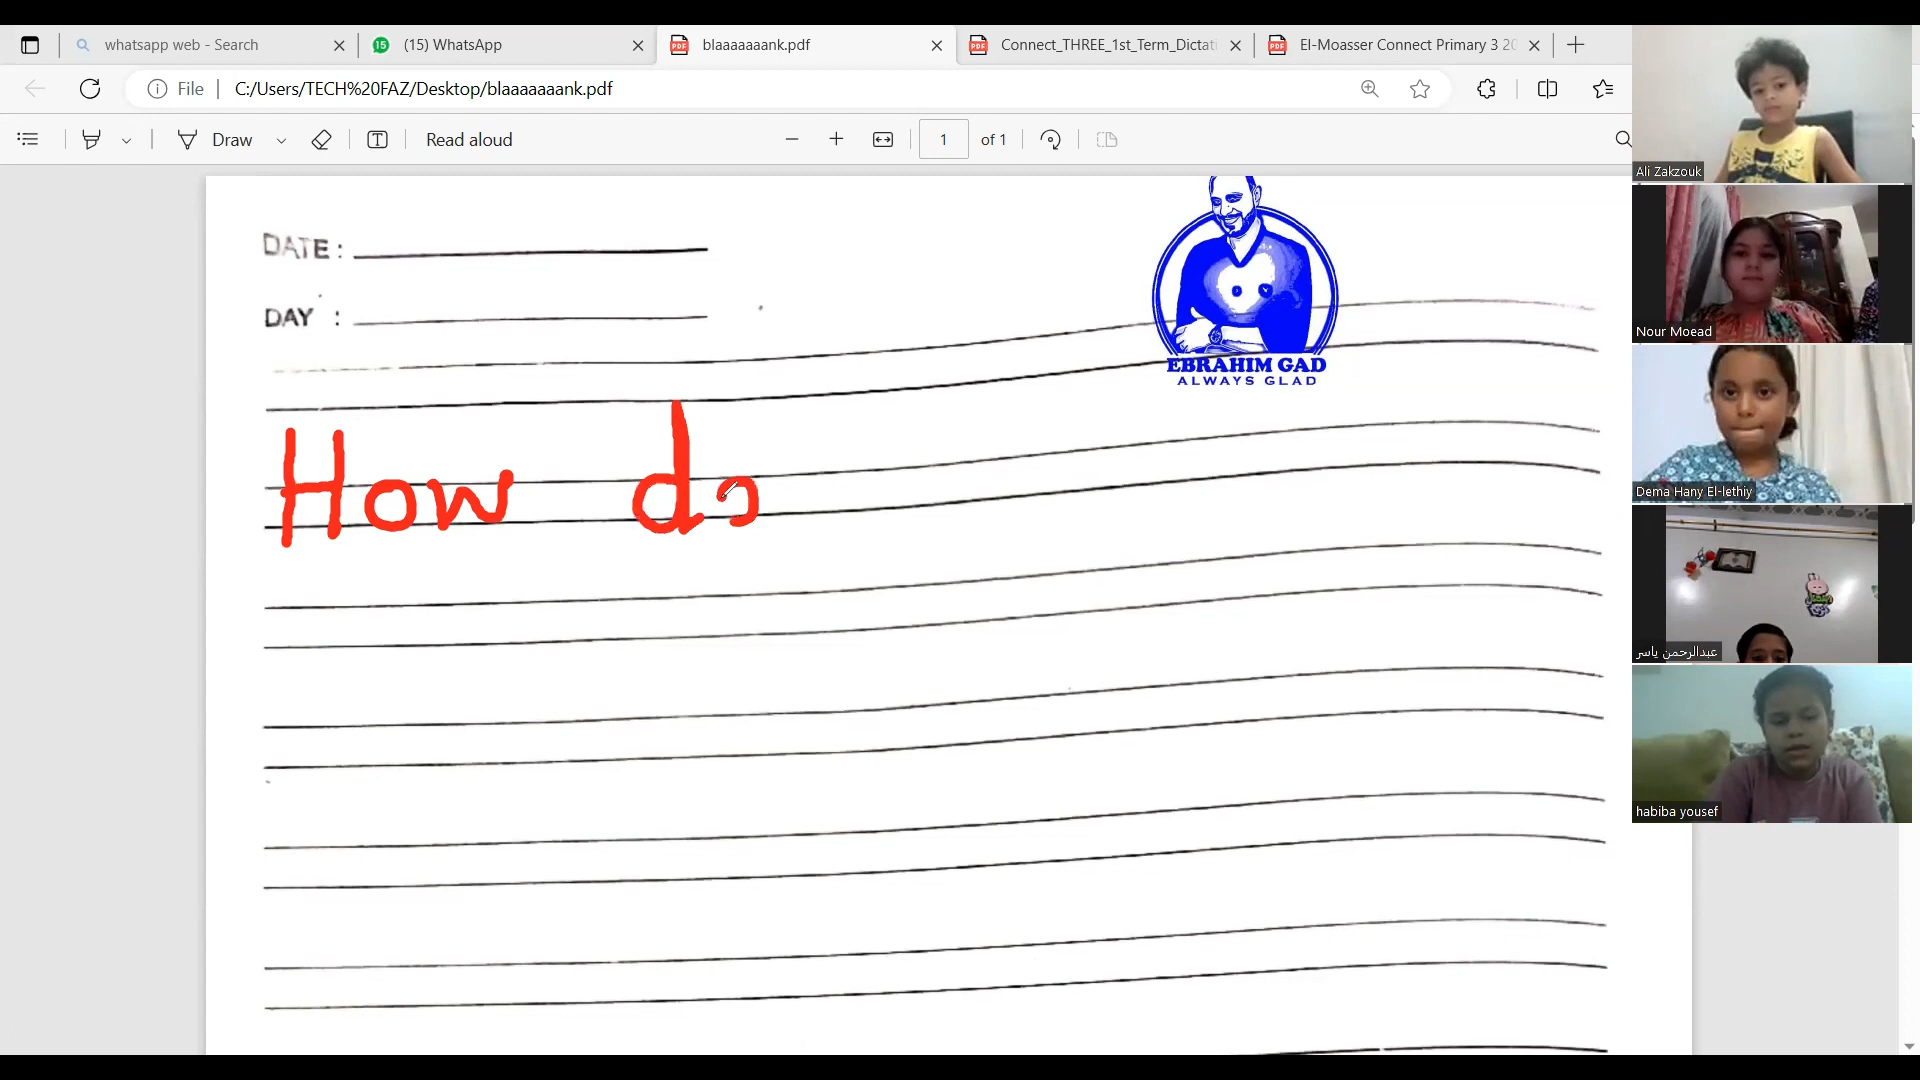 whatsapp web - Search
(15) WhatsApp
blaaaaaaank.pdf
Connect_THREE_1st_Term_Dictati
El-Moasser Connect Primary 3 20
File
C:/Users/TECH%20FAZ/Desktop/blaaaaaaank.pdf
Draw
Read aloud
1
of 1
DATE :
DAY :
EBRAHIM GAD
ALWAYS GLAD
How do
Ali Zakzouk
Nour Moead
Dema Hany El-lethiy
عبدالرحمن ياسر
habiba yousef